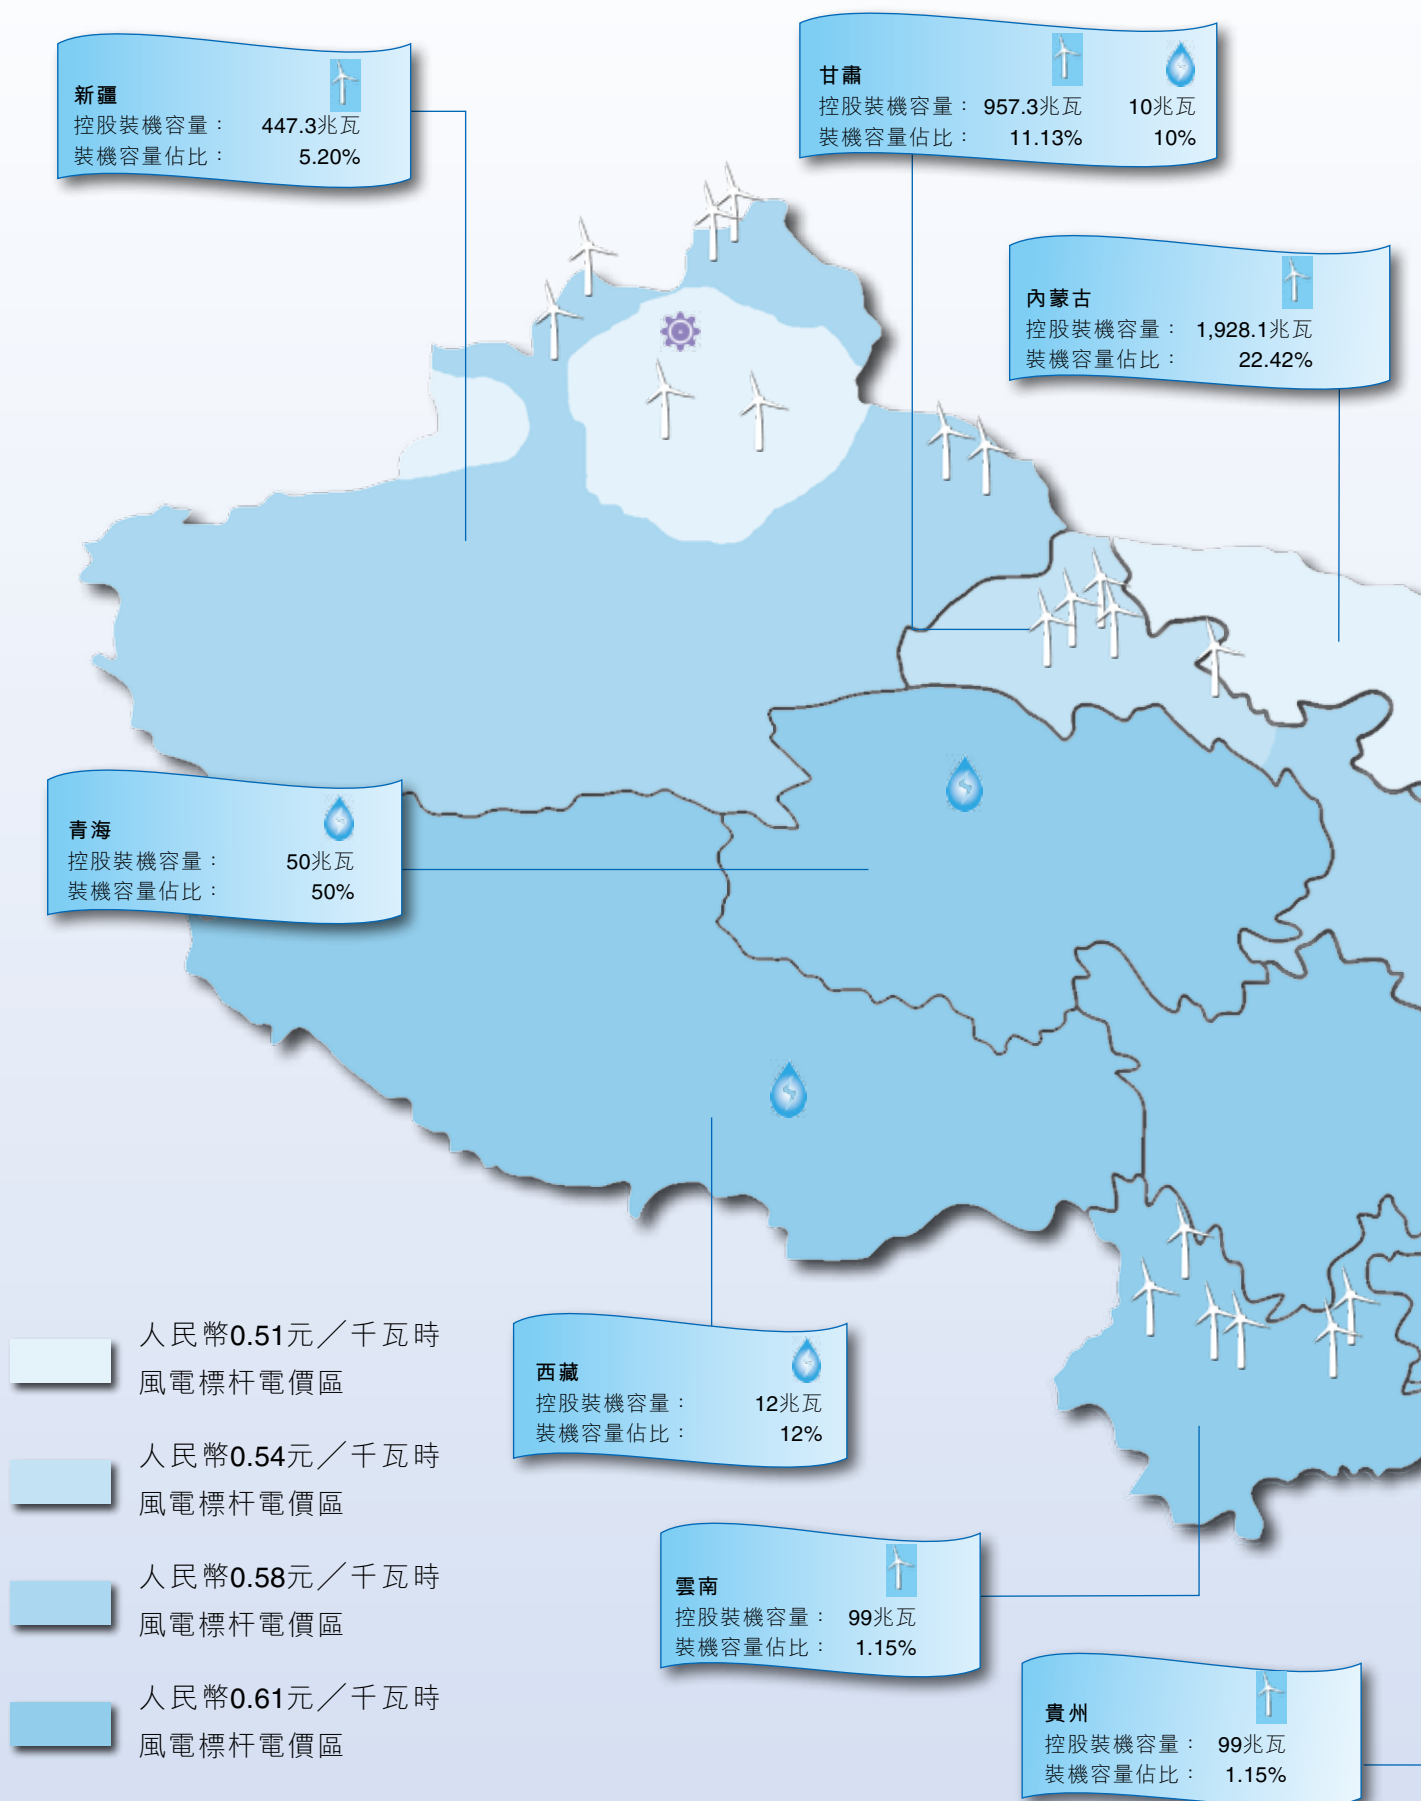 新疆
控股裝機容量： 447.3兆瓦
裝機容量佔比： 5.20%
甘肅
控股裝機容量： 957.3兆瓦 10兆瓦
裝機容量佔比： 11.13% 10%
內蒙古
控股裝機容量： 1,928.1兆瓦
裝機容量佔比： 22.42%
青海
控股裝機容量： 50兆瓦
裝機容量佔比： 50%
西藏
控股裝機容量： 12兆瓦
裝機容量佔比： 12%
雲南
控股裝機容量： 99兆瓦
裝機容量佔比： 1.15%
貴州
控股裝機容量： 99兆瓦
裝機容量佔比： 1.15%
人民幣0.51元／千瓦時
風電標杆電價區
人民幣0.54元／千瓦時
風電標杆電價區
人民幣0.58元／千瓦時
風電標杆電價區
人民幣0.61元／千瓦時
風電標杆電價區